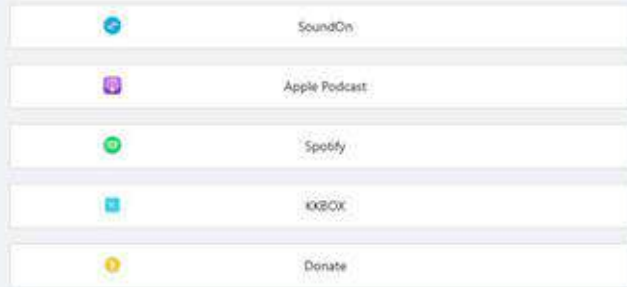 SoundOn
Apple Podcast
Spotify
KKBOX
Donate